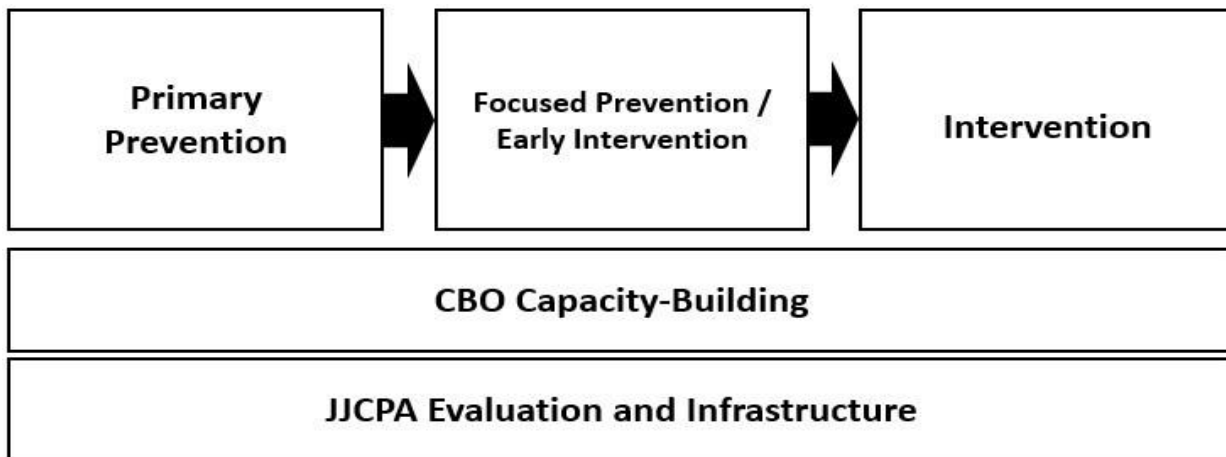 Primary
Prevention
Focused Prevention /
Early Intervention
Intervention
CBO Capacity-Building
JJCPA Evaluation and Infrastructure